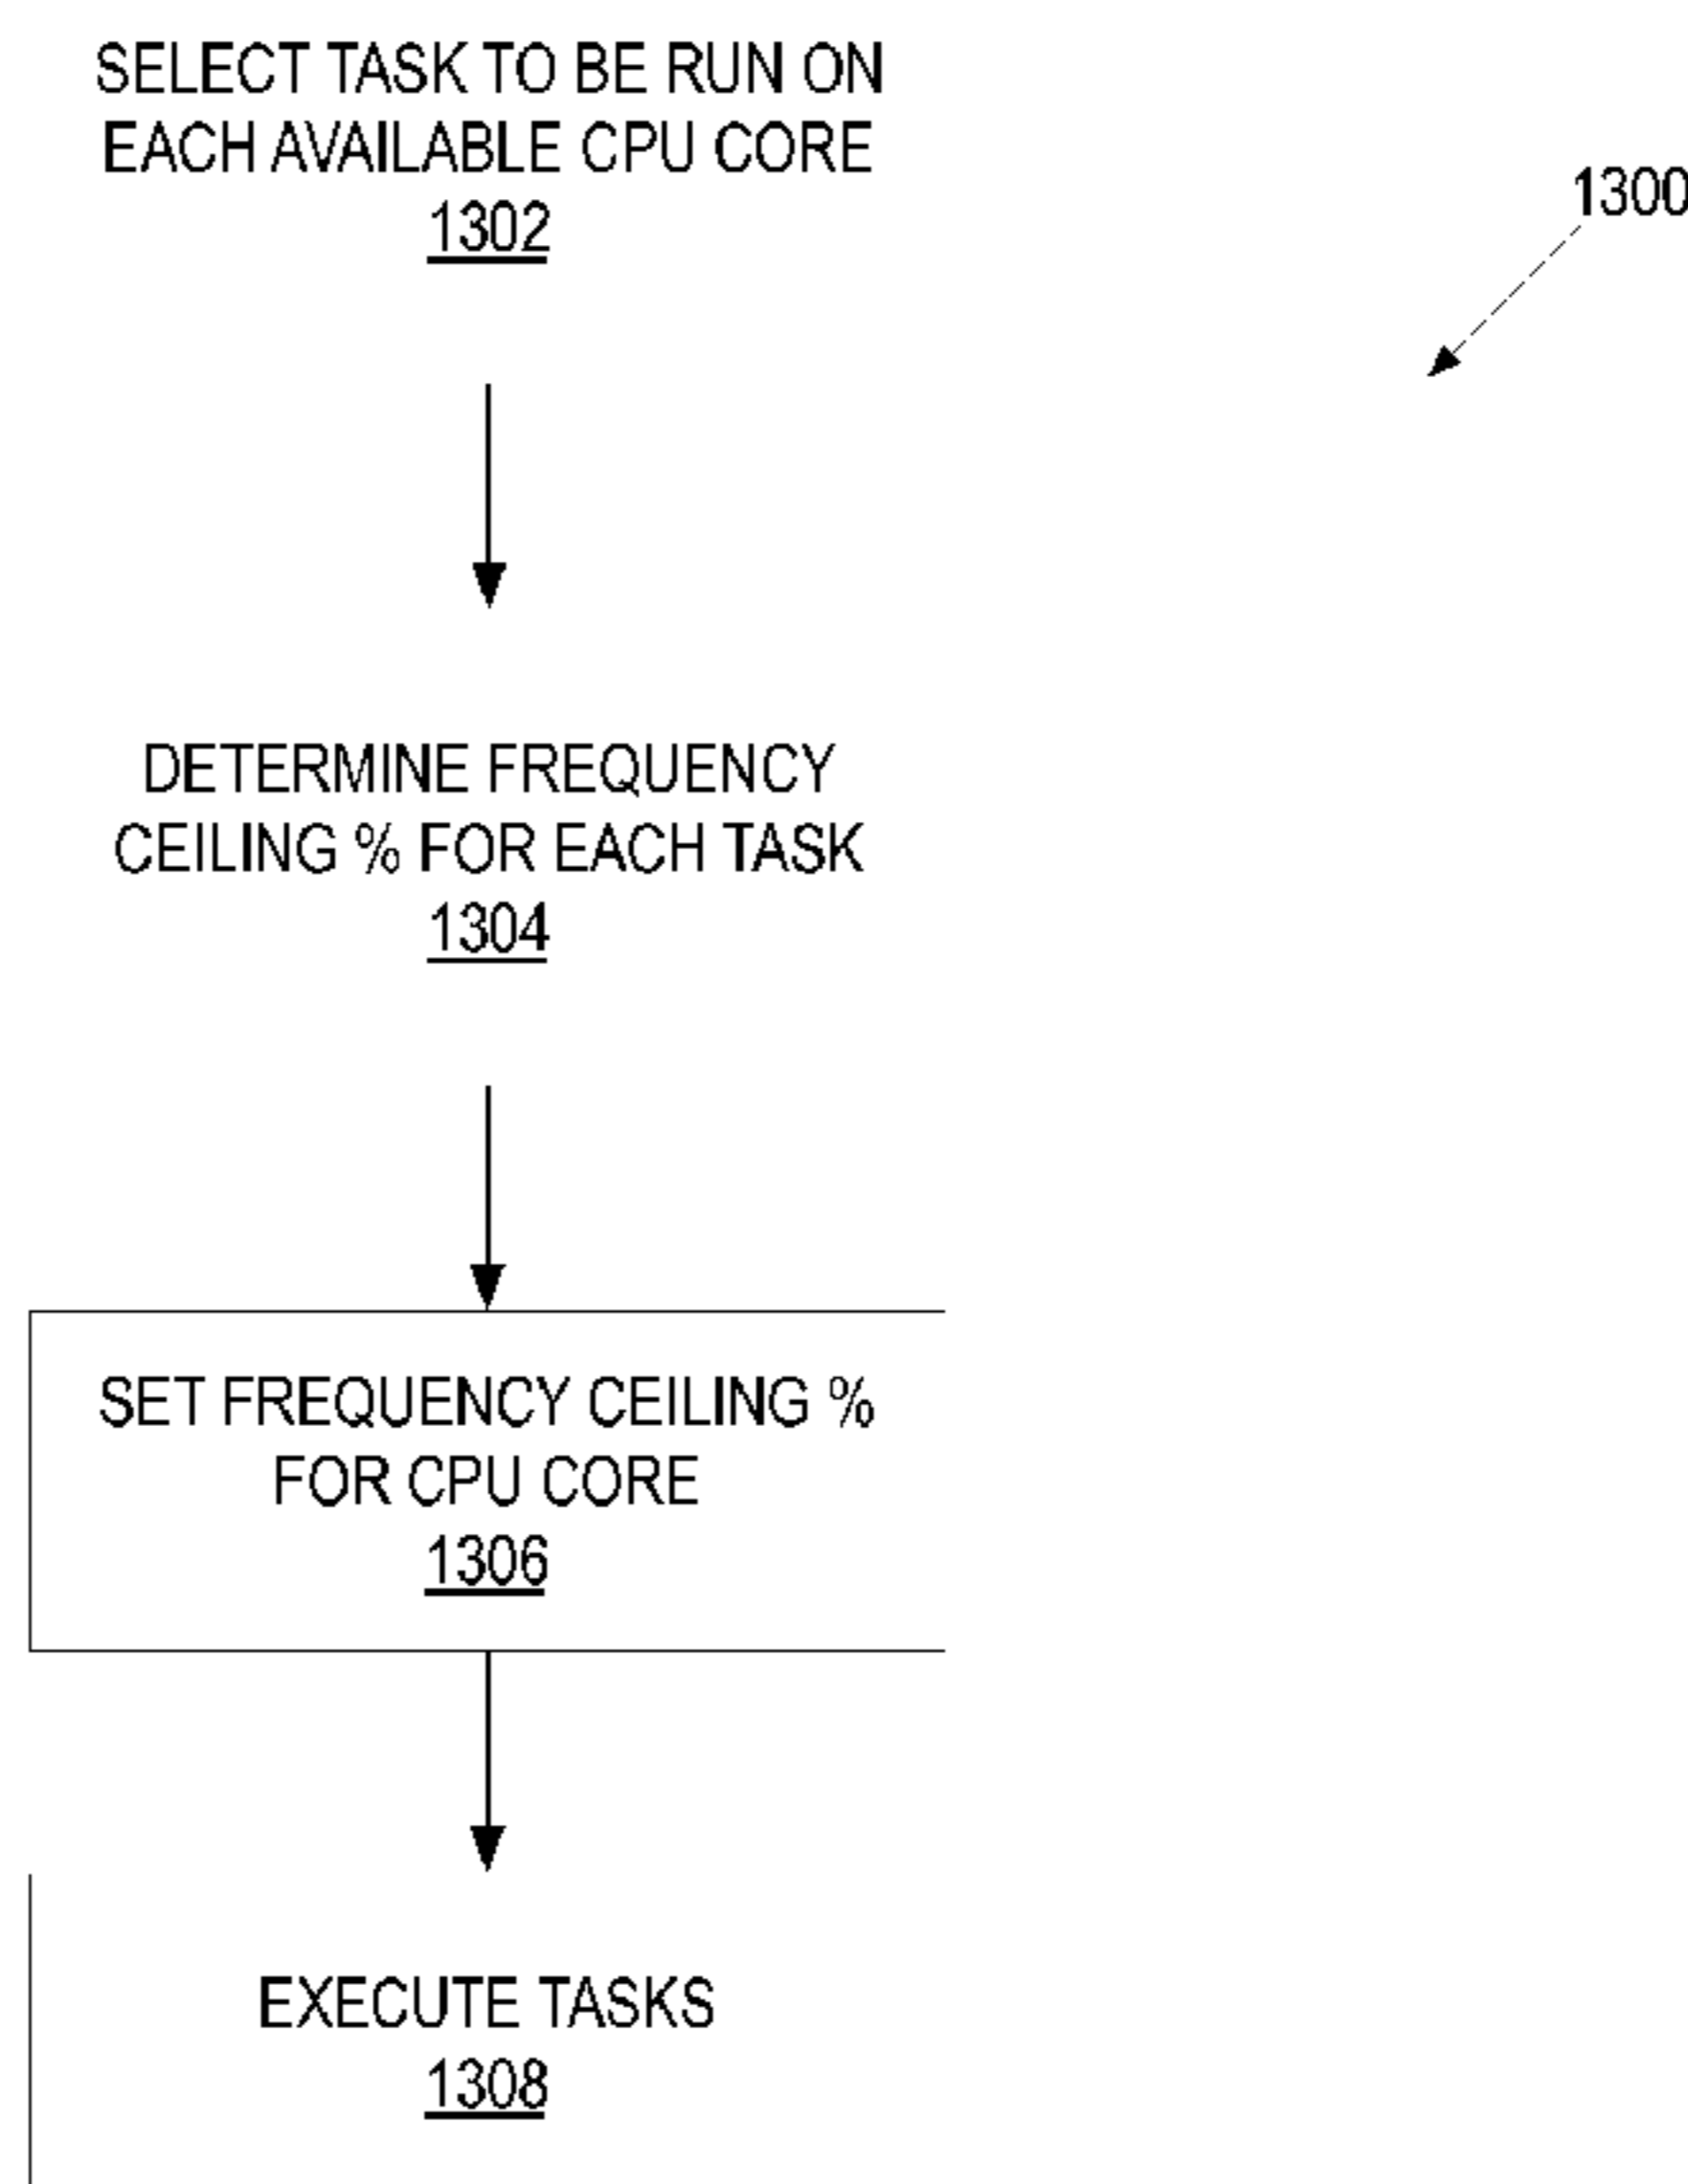 SELECT TASK TO BE RUN ON
EACH AVAILABLE CPU CORE
1302
1300
DETERMINE FREQUENCY
CEILING % FOR EACH TASK
1304
SET FREQUENCY CEILING %
FOR CPU CORE
1306
EXECUTE TASKS
1308